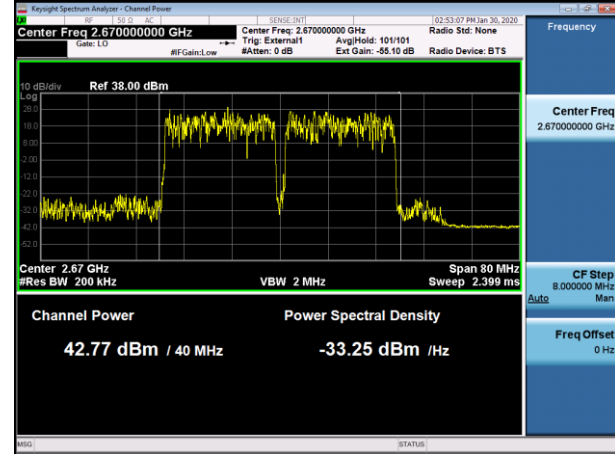 Keysight Spectrum Analyzer - Channel Power
RF 50 Ω AC SENSE:INT 02:53:07 PM Jan 30, 2020
Center Freq 2.670000000 GHz Center Freq: 2.670000000 GHz Radio Std: None
Gate: LO Trig: External1 Avg|Hold: 101/101
#IFGain:Low #Atten: 0 dB Ext Gain: -55.10 dB Radio Device: BTS
10 dB/div Ref 38.00 dBm
Log
28.0
18.0
8.00
-2.00
-12.0
-22.0
-32.0
-42.0
-52.0
Center 2.67 GHz Span 80 MHz
#Res BW 200 kHz VBW 2 MHz Sweep 2.399 ms
Channel Power Power Spectral Density
42.77 dBm / 40 MHz -33.25 dBm /Hz
Frequency
Center Freq
2.670000000 GHz
CF Step
8.000000 MHz
Auto Man
Freq Offset
0 Hz
MSG STATUS